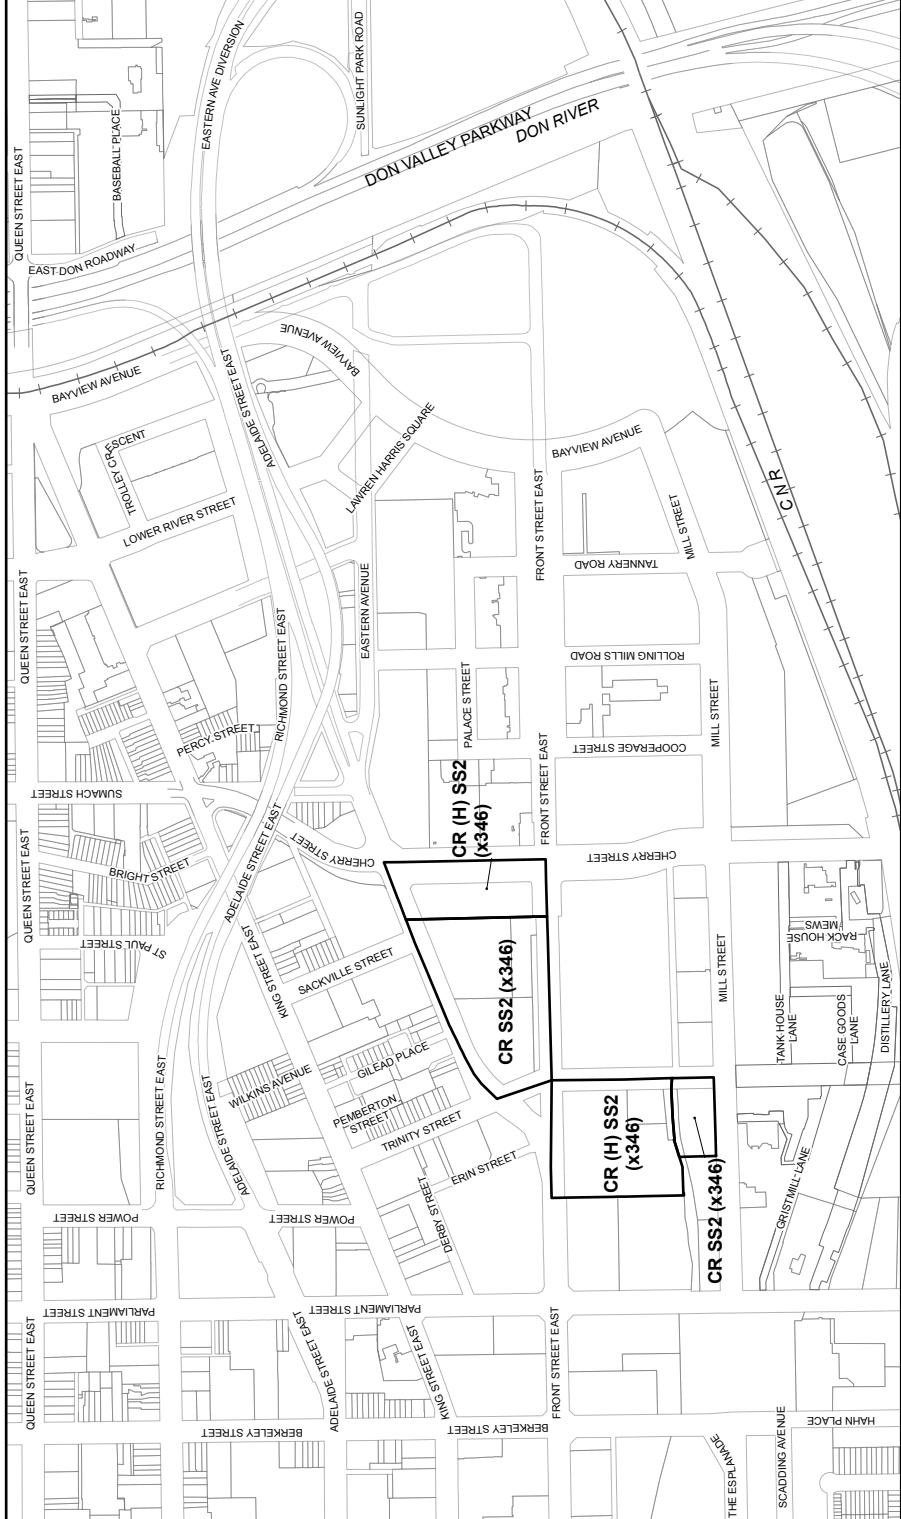 SUNLIGHT PARK ROAD
EASTERN AVE DIVERSION
BASEBALL PLACE
QUEEN STREET EAST
DON VALLEY PARKWAY
DON RIVER
EAST DON ROADWAY
BAYVIEW AVENUE
BAYVIEW AVENUE
ADELAIDE STREET EAST
TROLLEY CRESCENT
LAWREN HARRIS SQUARE
BAYVIEW AVENUE
LOWER RIVER STREET
C N R
FRONT STREET EAST
MILL STREET
TANNERY ROAD
QUEEN STREET EAST
EASTERN AVENUE
RICHMOND STREET EAST
ROLLING MILLS ROAD
PALACE STREET
MILL STREET
PERCY STREET
COOPERAGE STREET
SUMACH STREET
FRONT STREET EAST
CR (H) SS2
(x346)
CHERRY STREET
CHERRY STREET
ADELAIDE STREET EAST
BRIGHT STREET
QUEEN STREET EAST
ST PAUL STREET
KING STREET EAST
SACKVILLE STREET
CR SS2 (x346)
MILL STREET
RACK HOUSE
MEWS
TANK HOUSE
LANE
CASE GOODS
LANE
DISTILLERY LANE
RICHMOND STREET EAST
WILKINS AVENUE
GILEAD PLACE
PEMBERTON
STREET
TRINITY STREET
ADELAIDE STREET EAST
QUEEN STREET EAST
ERIN STREET
DERBY STREET
CR (H) SS2
(x346)
CR SS2 (x346)
GRISTMILL LANE
POWER STREET
POWER STREET
PARLIAMENT STREET
PARLIAMENT STREET
QUEEN STREET EAST
ADELAIDE STREET EAST
KING STREET EAST
FRONT STREET EAST
BERKELEY STREET
BERKELEY STREET
HAHN PLACE
THE ESPLANADE
SCADDING AVENUE